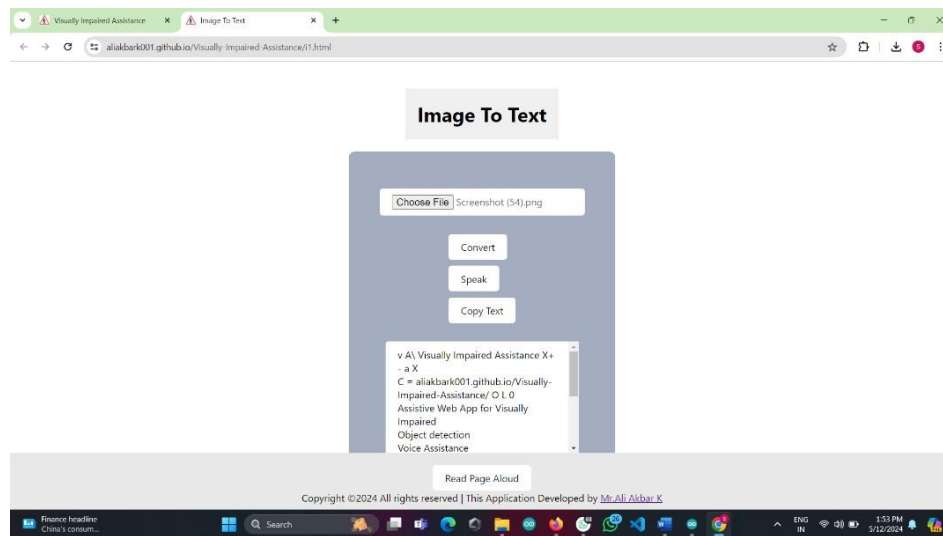 Visually Impaired Assistance
Image To Text
aliakbark001.github.io/Visually-Impaired-Assistance/i1.html
S
Image To Text
Choose File Screenshot (54).png
Convert
Speak
Copy Text
v A\ Visually Impaired Assistance X+
- a X
C = aliakbark001.github.io/Visually-
Impaired-Assistance/ O L 0
Assistive Web App for Visually
Impaired
Object detection
Voice Assistance
Read Page Aloud
Copyright ©2024 All rights reserved | This Application Developed by Mr.Ali Akbar K
Finance headline
China's consum...
Search
ENG
IN
1:53 PM
5/12/2024